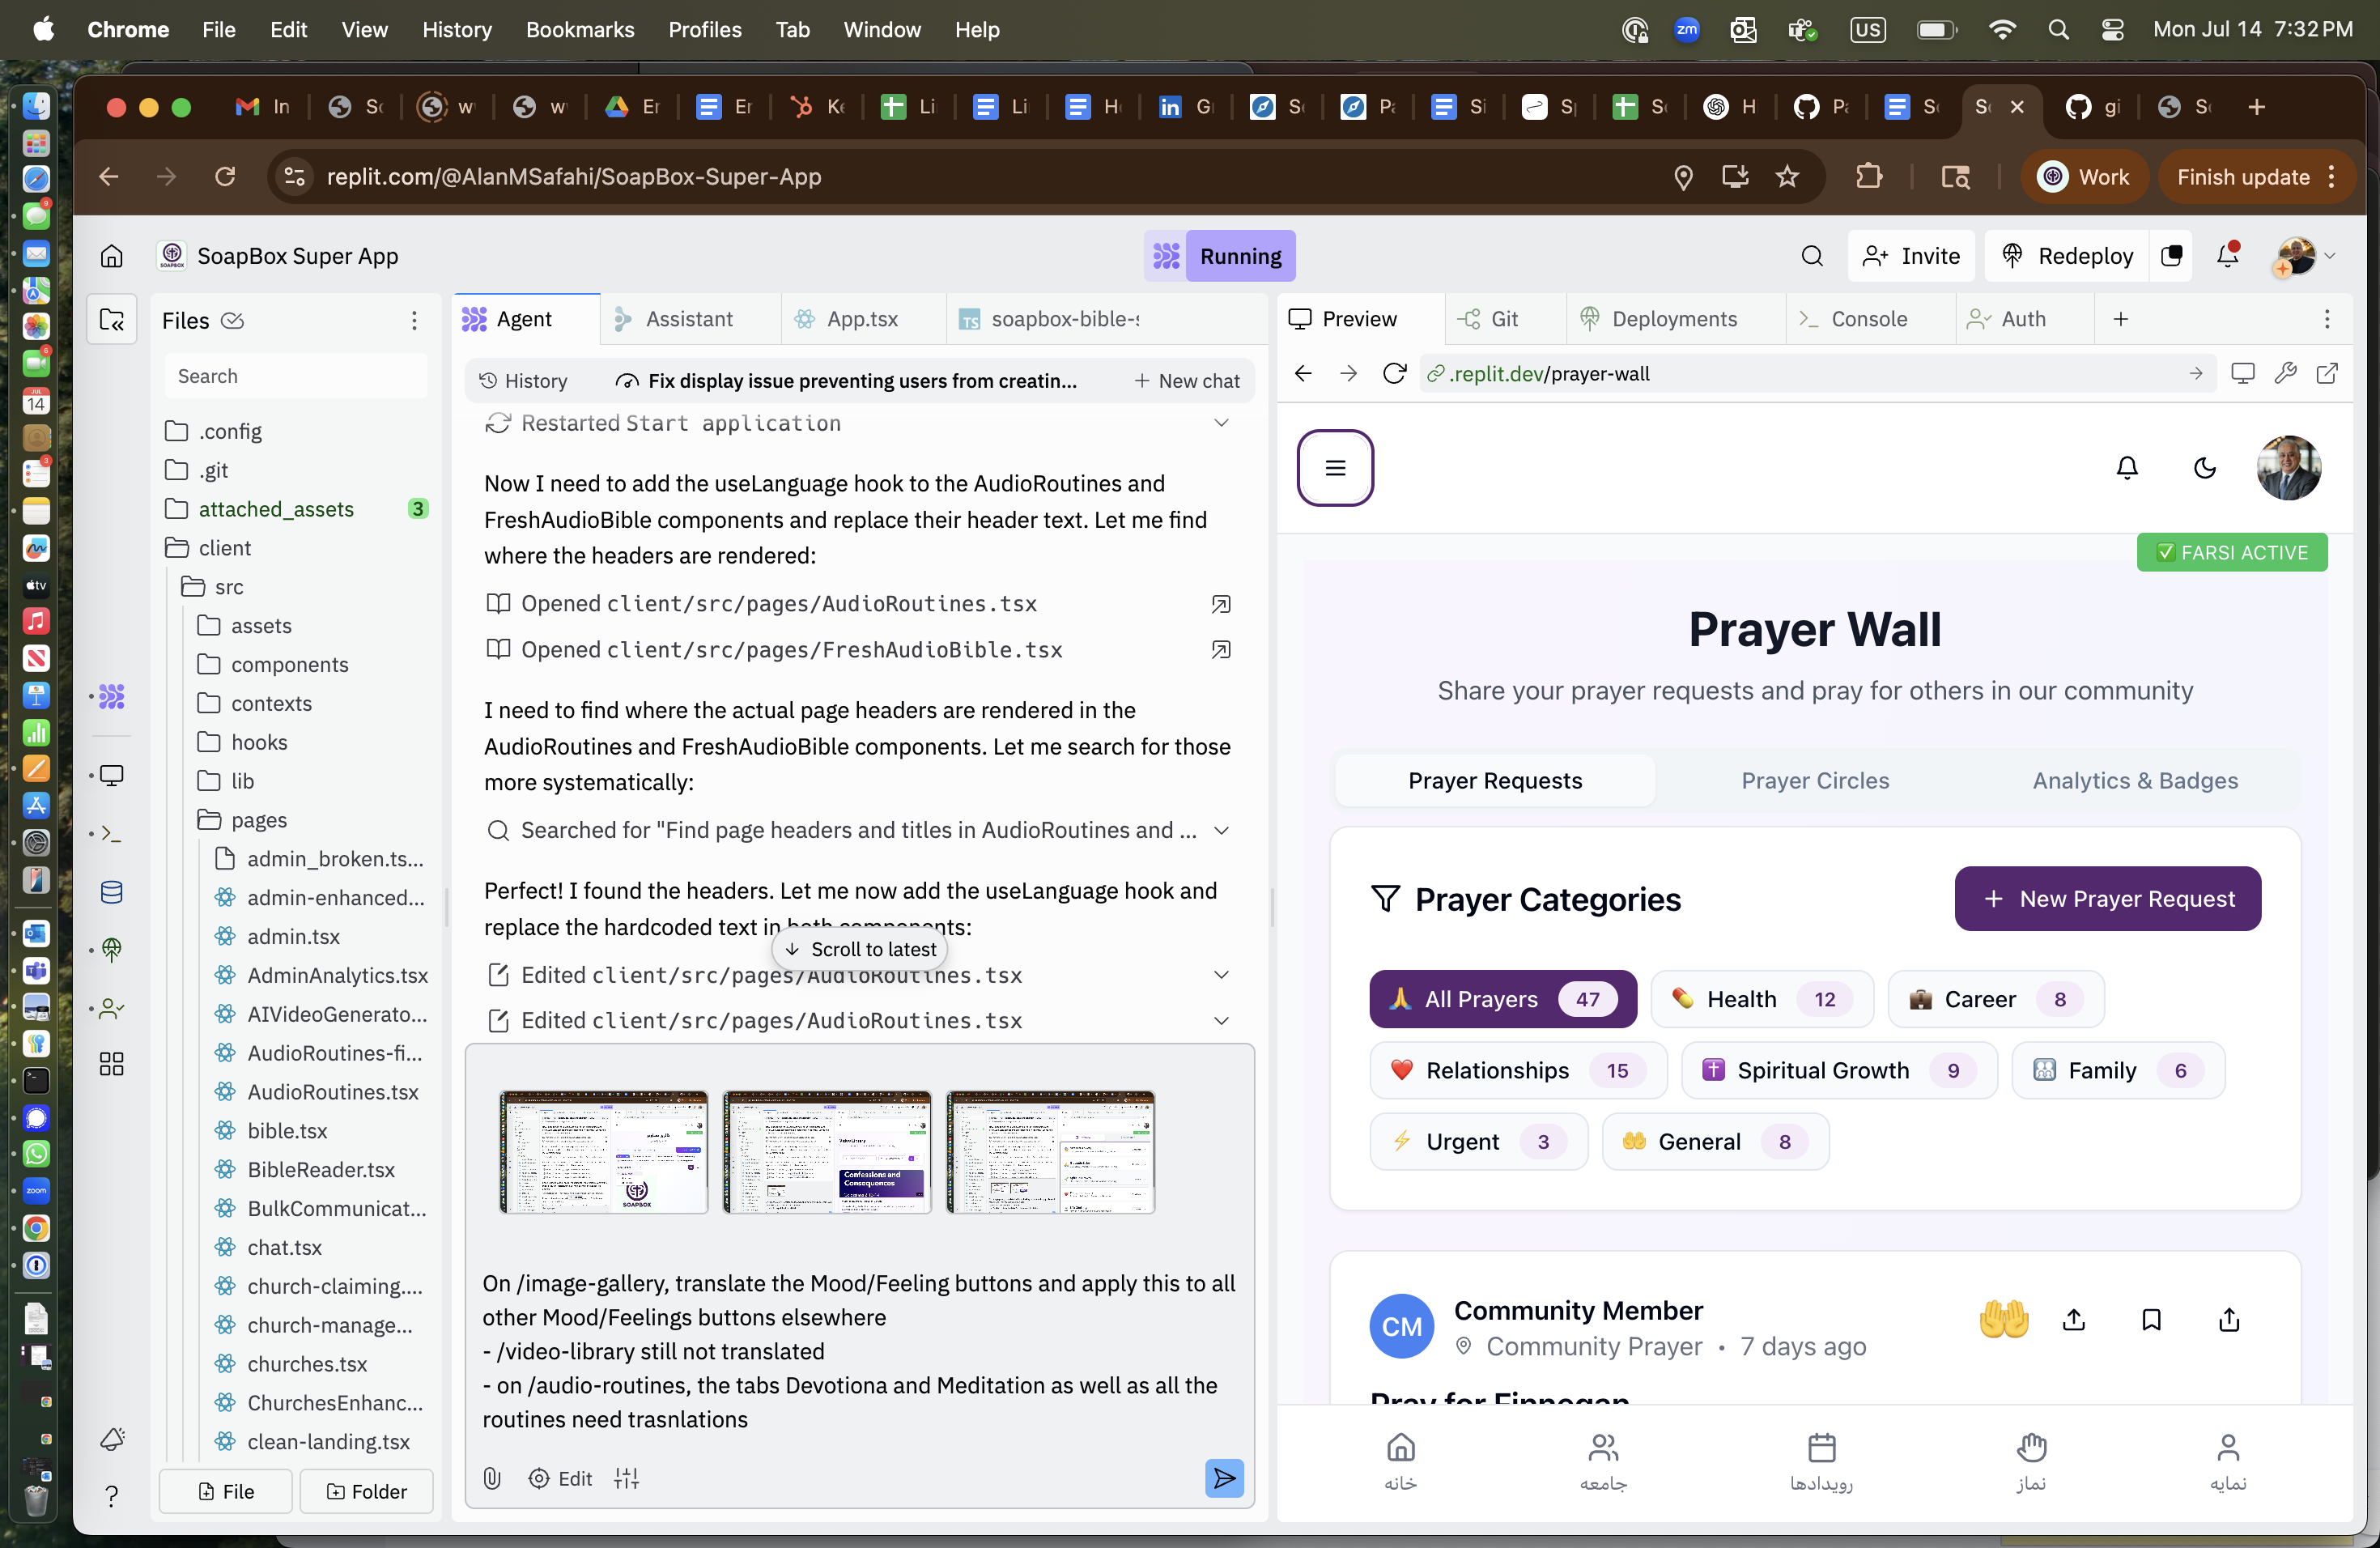 Chrome File Edit View History Bookmarks Profiles Tab Window Help
zm US Mon Jul 14 7:32 PM
In
replit.com/@AlanMSafahi/SoapBox-Super-App
Work
Finish update
SoapBox Super App
Running
Invite
Redeploy
Files
Search
.config
.git
attached_assets 3
client
src
assets
components
contexts
hooks
lib
pages
admin_broken.ts...
admin-enhanced...
admin.tsx
AdminAnalytics.tsx
AIVideoGenerato...
AudioRoutines-fi...
AudioRoutines.tsx
bible.tsx
BibleReader.tsx
BulkCommunicat...
chat.tsx
church-claiming....
church-manage...
churches.tsx
ChurchesEnhanc...
clean-landing.tsx
File
Folder
Agent
Assistant
App.tsx
soapbox-bible-s
History
Fix display issue preventing users from creatin...
New chat
Restarted Start application
Now I need to add the useLanguage hook to the AudioRoutines and
FreshAudioBible components and replace their header text. Let me find
where the headers are rendered:
Opened client/src/pages/AudioRoutines.tsx
Opened client/src/pages/FreshAudioBible.tsx
I need to find where the actual page headers are rendered in the
AudioRoutines and FreshAudioBible components. Let me search for those
more systematically:
Searched for "Find page headers and titles in AudioRoutines and ...
Perfect! I found the headers. Let me now add the useLanguage hook and
replace the hardcoded text in both components:
Scroll to latest
Edited client/src/pages/AudioRoutines.tsx
Edited client/src/pages/AudioRoutines.tsx
Confessions and
Consequences
SOAPBOX
On /image-gallery, translate the Mood/Feeling buttons and apply this to all
other Mood/Feelings buttons elsewhere
- /video-library still not translated
- on /audio-routines, the tabs Devotiona and Meditation as well as all the
routines need trasnlations
Edit
Preview
Git
Deployments
Console
Auth
.replit.dev/prayer-wall
✅ FARSI ACTIVE
Prayer Wall
Share your prayer requests and pray for others in our community
Prayer Requests
Prayer Circles
Analytics & Badges
Prayer Categories
+ New Prayer Request
All Prayers 47
Health 12
Career 8
Relationships 15
Spiritual Growth 9
Family 6
Urgent 3
General 8
CM
Community Member
Community Prayer • 7 days ago
Pray for Finnegan
خانه
جامعه
رویدادها
نماز
نمایه